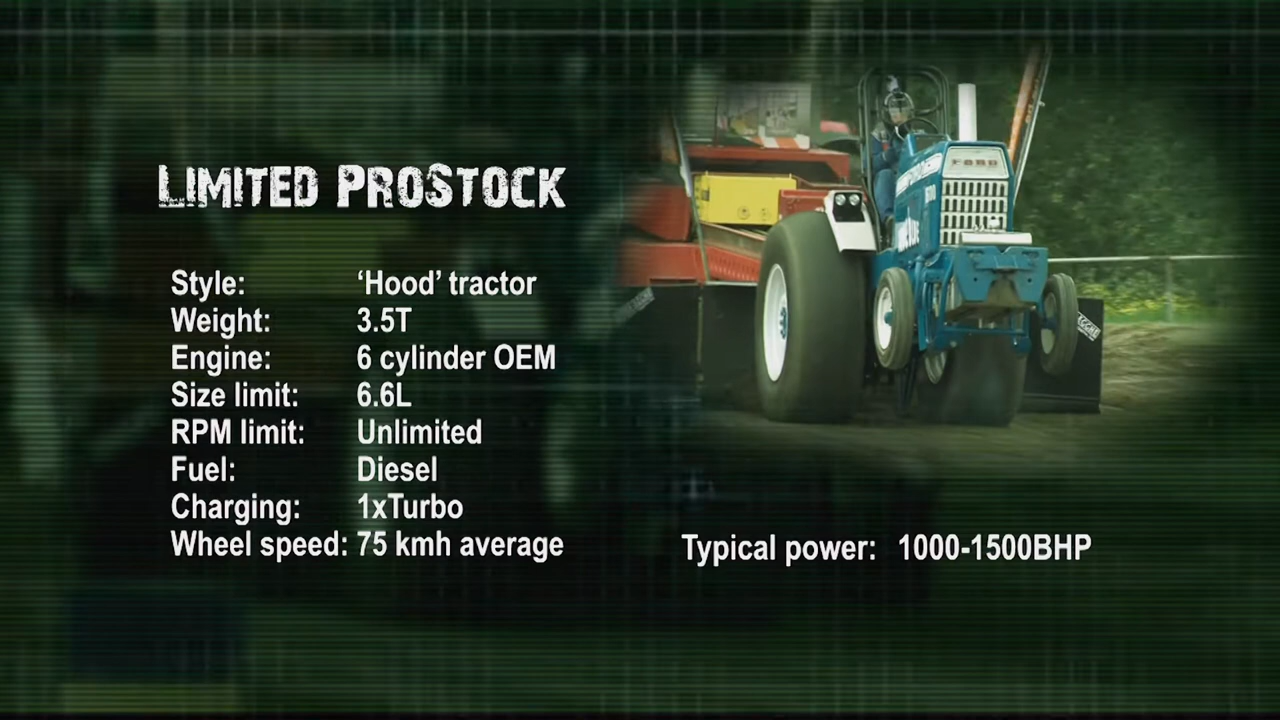 LIMITED PROSTOCK
Style: ‘Hood’ tractor
Weight: 3.5T
Engine: 6 cylinder OEM
Size limit: 6.6L
RPM limit: Unlimited
Fuel: Diesel
Charging: 1xTurbo
Wheel speed: 75 kmh average
Typical power: 1000-1500BHP
FORD